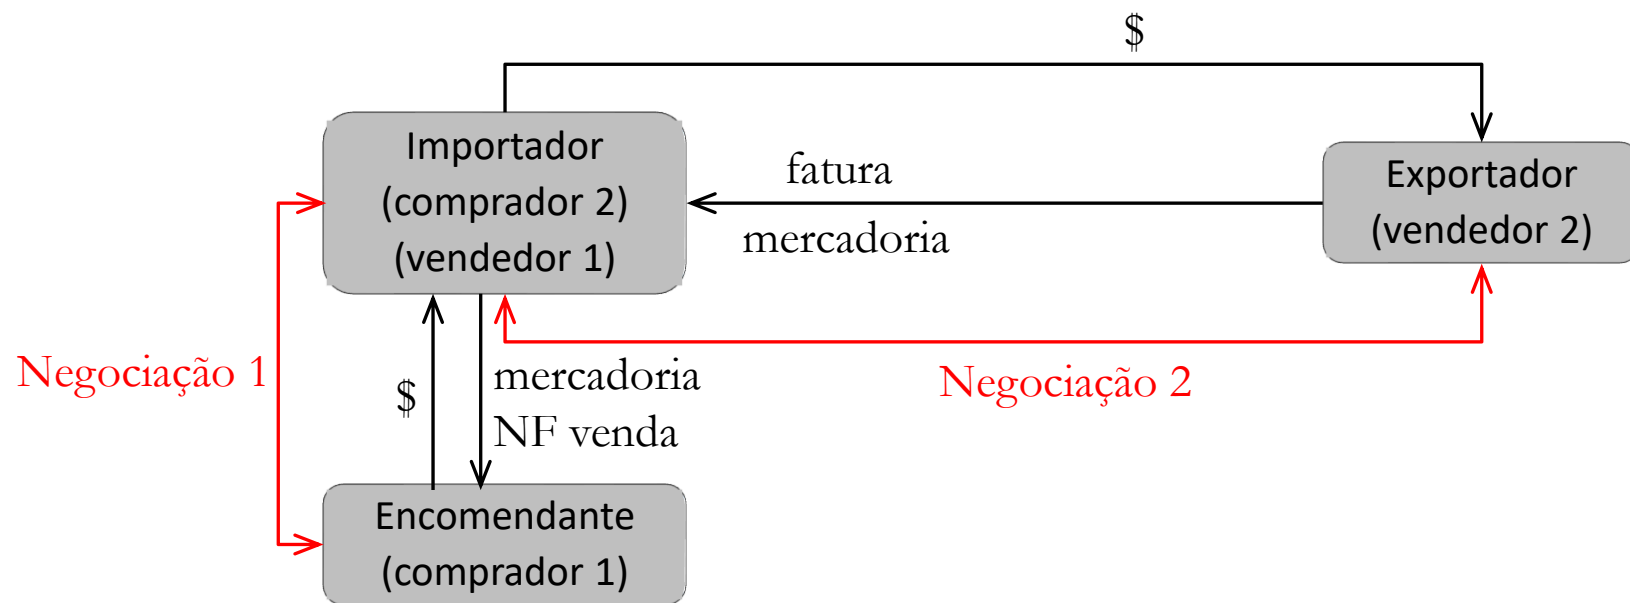 $
Importador
(comprador 2)
(vendedor 1)
fatura
mercadoria
Exportador
(vendedor 2)
Negociação 1
$
mercadoria
NF venda
Negociação 2
Encomendante
(comprador 1)